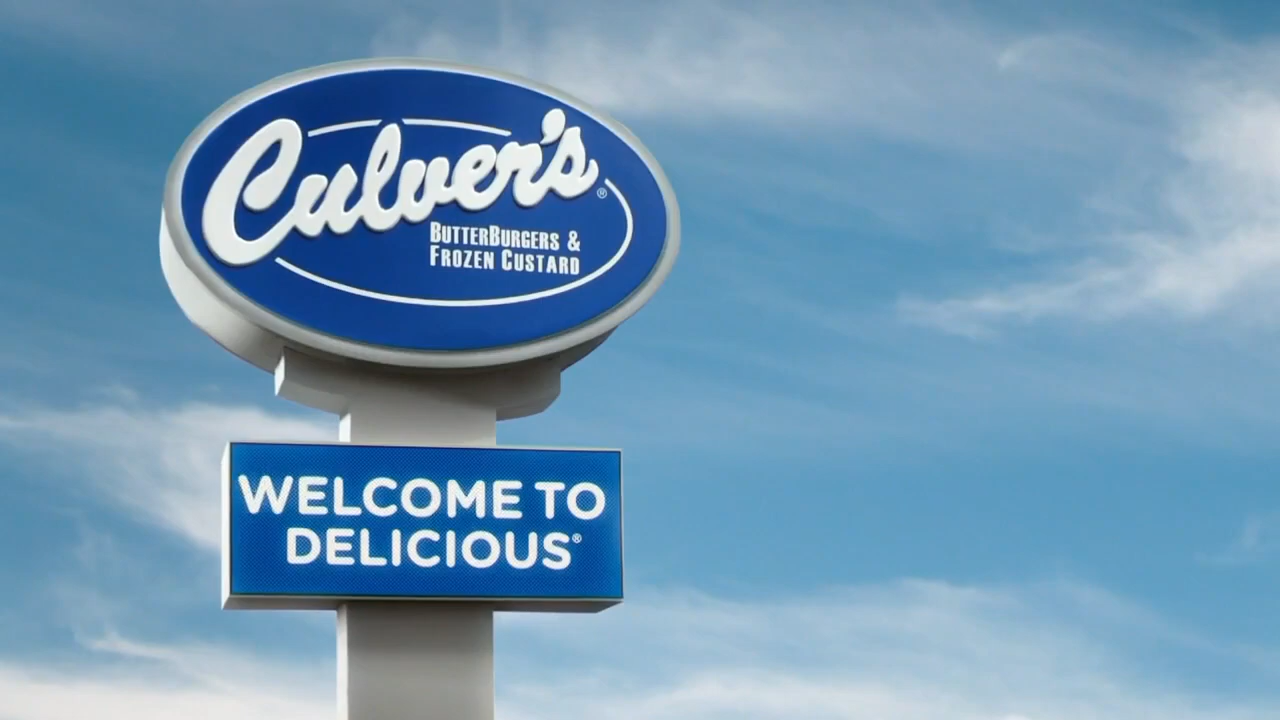 Culver's®
BUTTERBURGERS &
FROZEN CUSTARD
WELCOME TO
DELICIOUS®